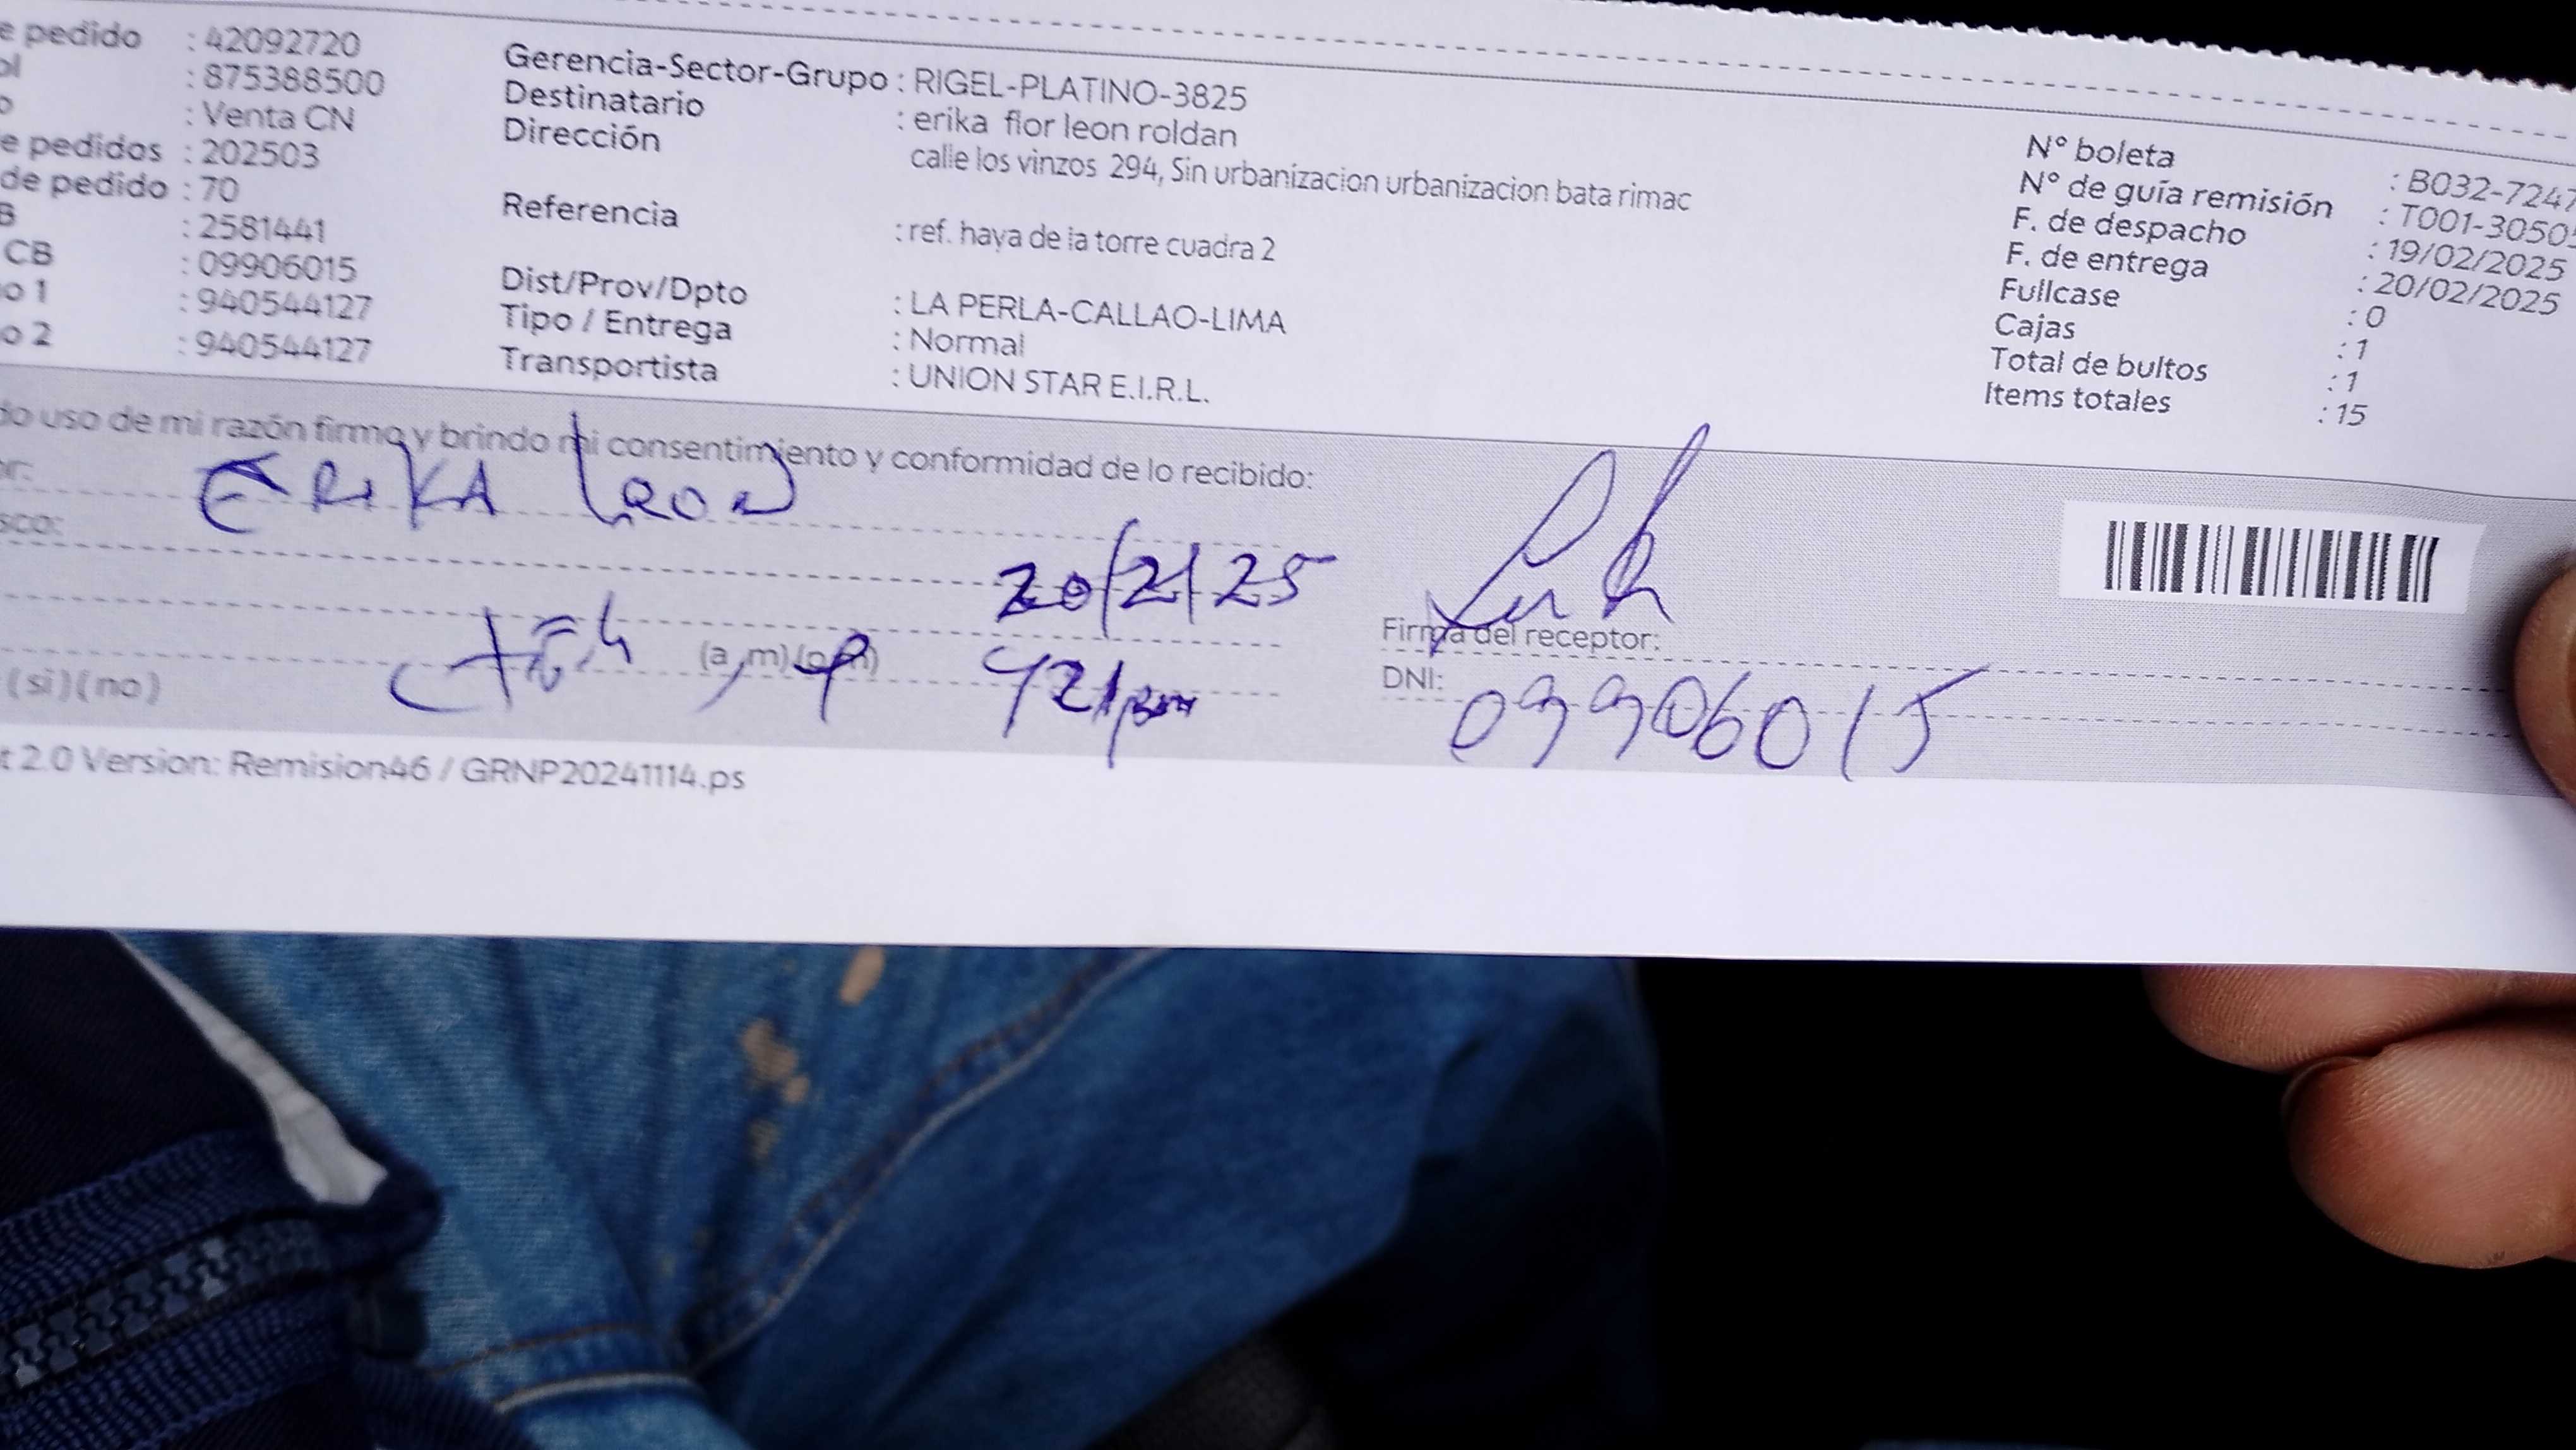 e pedido : 42092720
ol : 875388500
o : Venta CN
e pedidos : 202503
de pedido : 70
B : 2581441
CB : 09906015
o 1 : 940544127
o 2 : 940544127
Gerencia-Sector-Grupo : RIGEL-PLATINO-3825
Destinatario : erika flor leon roldan
Dirección calle los vinzos 294, Sin urbanizacion urbanizacion bata rimac
Referencia : ref. haya de la torre cuadra 2
Dist/Prov/Dpto : LA PERLA-CALLAO-LIMA
Tipo / Entrega : Normal
Transportista : UNION STAR E.I.R.L.
N° boleta : B032-7247
N° de guía remisión : T001-3050
F. de despacho : 19/02/2025
F. de entrega : 20/02/2025
Fullcase : 0
Cajas : 1
Total de bultos : 1
Items totales : 15
do uso de mi razón firmo y brindo mi consentimiento y conformidad de lo recibido:
or: ERIKA Leon
sco:
20/2/25
(a,m)(p,m)
Firma del receptor:
(si)(no)
DNI: 09906015
t 2.0 Version: Remision46 / GRNP20241114.ps